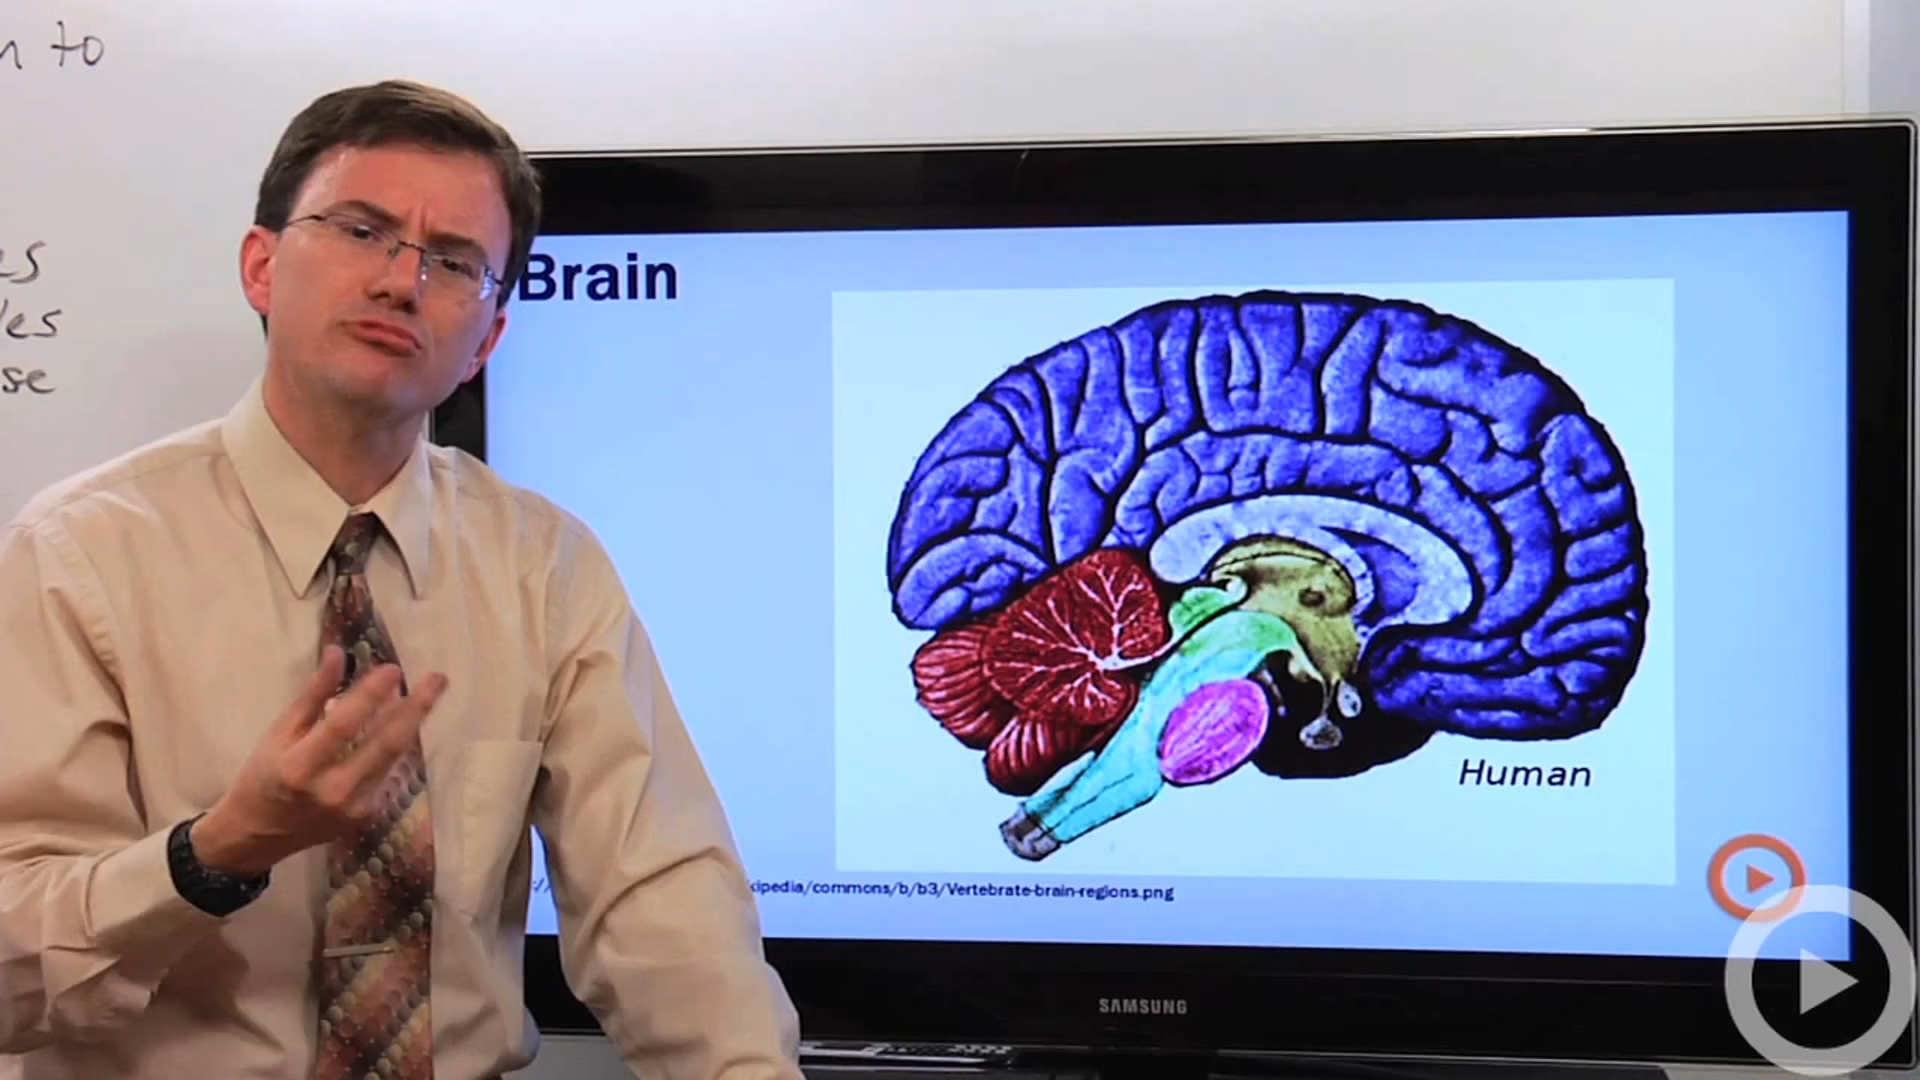 n to
es
les
se
Brain
Human
kipedia/commons/b/b3/Vertebrate-brain-regions.png
SAMSUNG